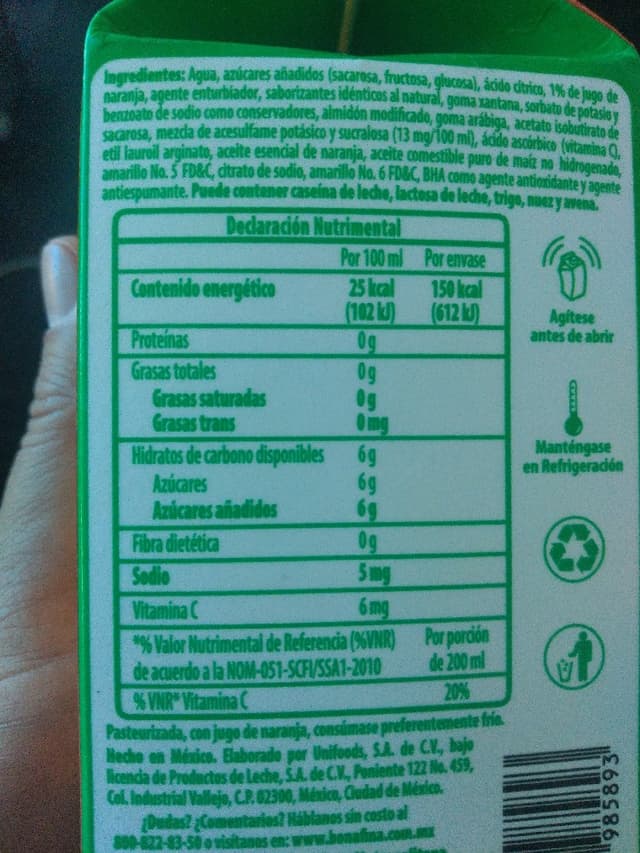 Ingredientes: Agua, azúcares añadidos (sacarosa, fructosa, glucosa), ácido cítrico, 1% de jugo de
naranja, agente enturbiador, saborizantes idénticos al natural, goma xantana, sorbato de potasio y
benzoato de sodio como conservadores, almidón modificado, goma arábiga, acetato isobutirato de
sacarosa, mezcla de acesulfame potásico y sucralosa (13 mg/100 ml), ácido ascórbico (vitamina C),
etil lauroil arginato, aceite esencial de naranja, aceite comestible puro de maíz no hidrogenado,
amarillo No. 5 FD&C, citrato de sodio, amarillo No. 6 FD&C, BHA como agente antioxidante y agente
antiespumante. Puede contener caseína de leche, lactosa de leche, trigo, nuez y avena.
Declaración Nutrimental
Por 100 ml Por envase
Contenido energético 25 kcal 150 kcal
(102 kJ) (612 kJ)
Proteínas 0 g
Grasas totales 0 g
Grasas saturadas 0 g
Grasas trans 0 mg
Hidratos de carbono disponibles 6 g
Azúcares 6 g
Azúcares añadidos 6 g
Fibra dietética 0 g
Sodio 5 mg
Vitamina C 6 mg
*% Valor Nutrimental de Referencia (%VNR) Por porción
de acuerdo a la NOM-051-SCFI/SSA1-2010 de 200 ml
% VNR* Vitamina C 20%
Agítese
antes de abrir
Manténgase
en Refrigeración
Pasteurizada, con jugo de naranja, consúmase preferentemente frío.
Hecho en México. Elaborado por Unifoods, S.A. de C.V., bajo
licencia de Productos de Leche, S.A. de C.V., Poniente 122 No. 459,
Col. Industrial Vallejo, C.P. 02300, México, Ciudad de México.
¿Dudas? ¿Comentarios? Háblanos sin costo al
800-822-83-50 o visítanos en: www.bonafina.com.mx
985893